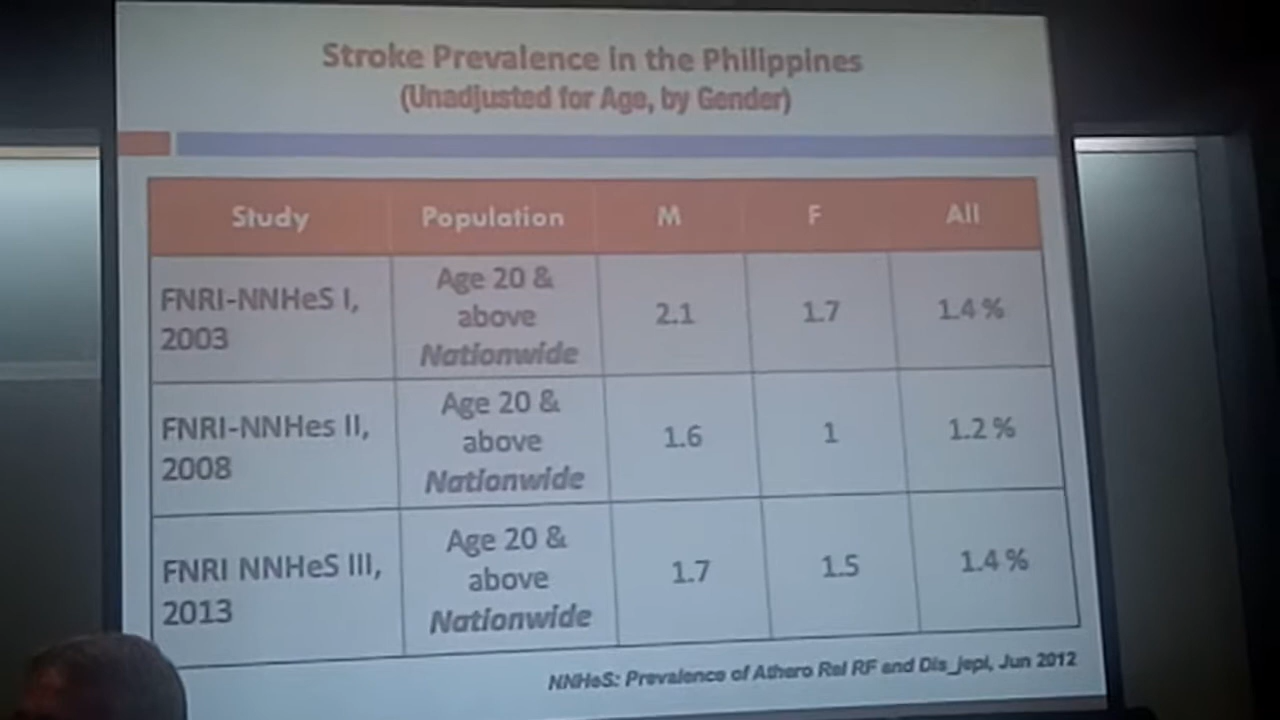 Stroke Prevalence in the Philippines
(Unadjusted for Age, by Gender)
Study Population M F All
FNRI-NNHeS I, 2003 Age 20 & above Nationwide 2.1 1.7 1.4 %
FNRI-NNHes II, 2008 Age 20 & above Nationwide 1.6 1 1.2 %
FNRI NNHeS III, 2013 Age 20 & above Nationwide 1.7 1.5 1.4 %
NNHeS: Prevalence of Athero Rel RF and Dis_jepi, Jun 2012